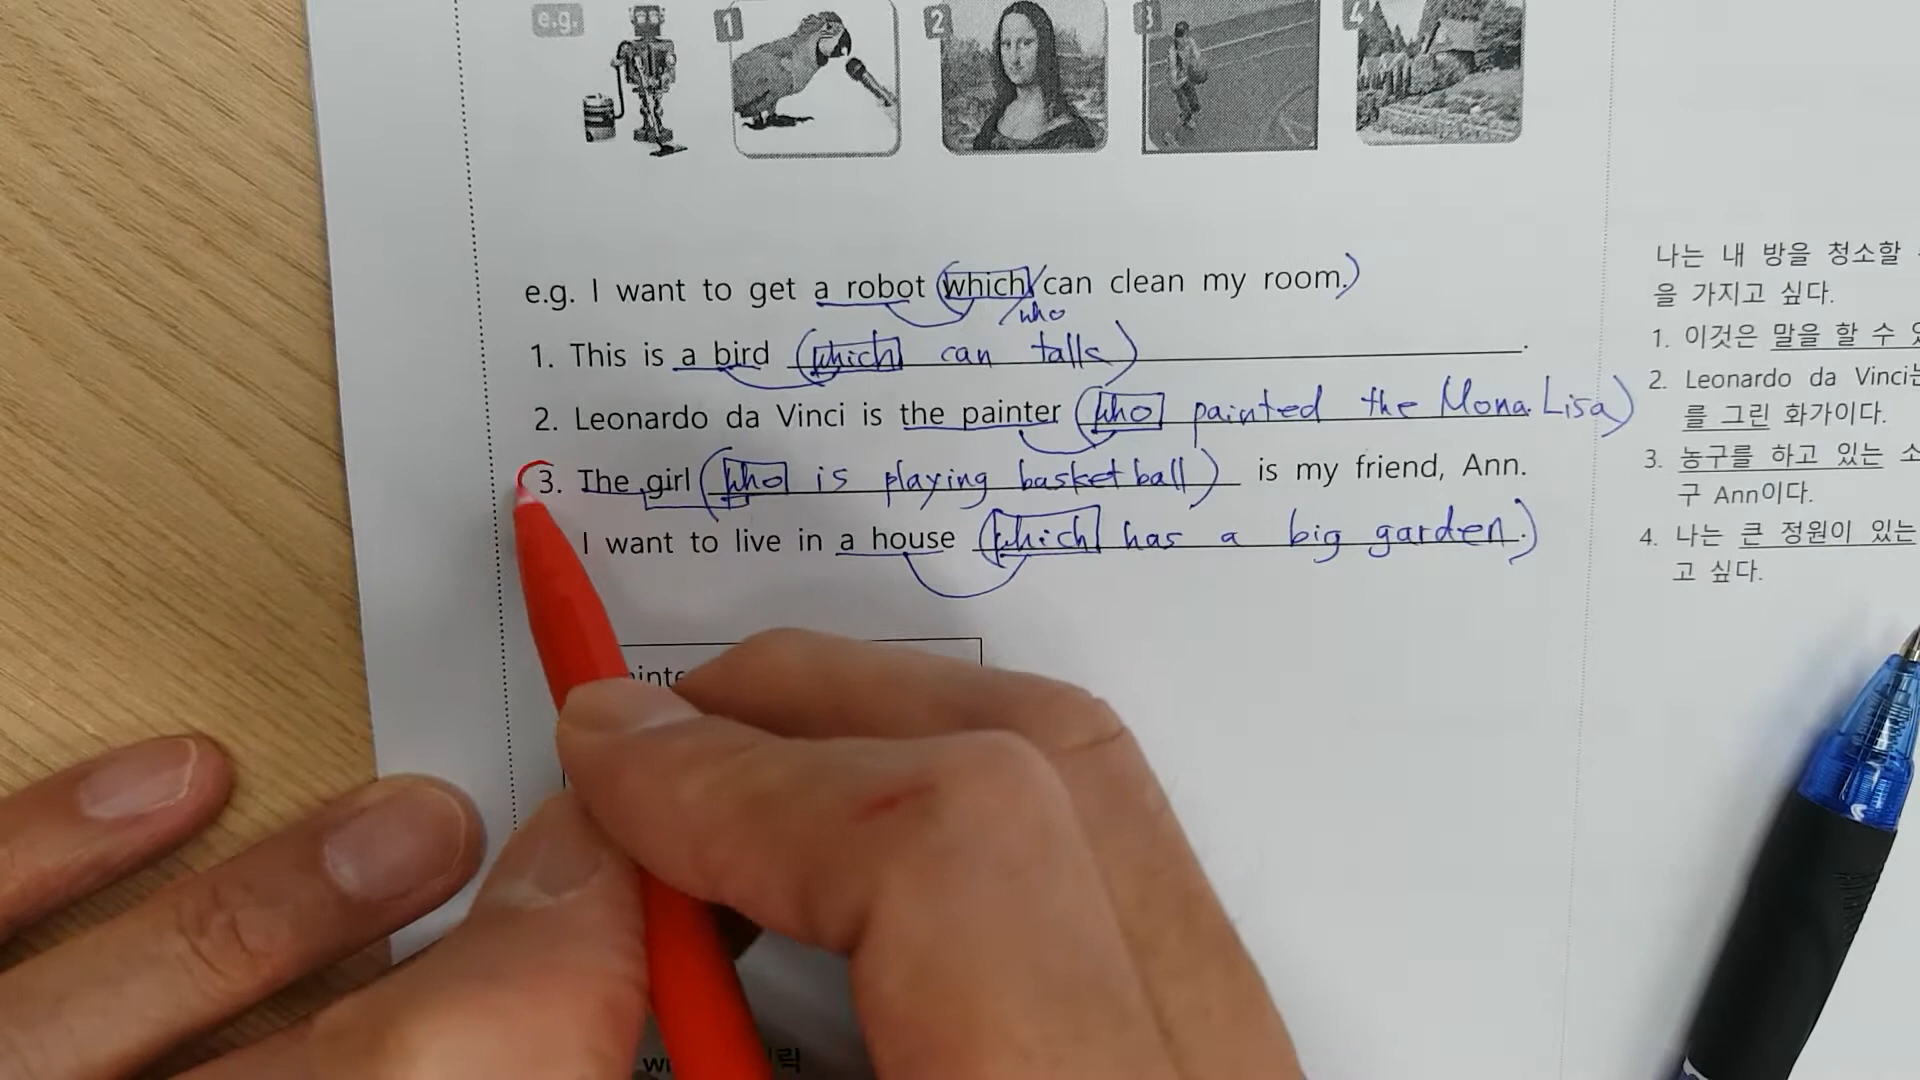 e.g. 1 2 3 4
e.g. I want to get a robot which can clean my room.)
who
1. This is a bird (which can talk)
2. Leonardo da Vinci is the painter (who painted the Mona Lisa)
3. The girl (who is playing basketball) is my friend, Ann.
I want to live in a house (which has a big garden.)
나는 내 방을 청소할
을 가지고 싶다.
1. 이것은 말을 할 수
2. Leonardo da Vinci는
를 그린 화가이다.
3. 농구를 하고 있는 소
구 Ann이다.
4. 나는 큰 정원이 있는
고 싶다.